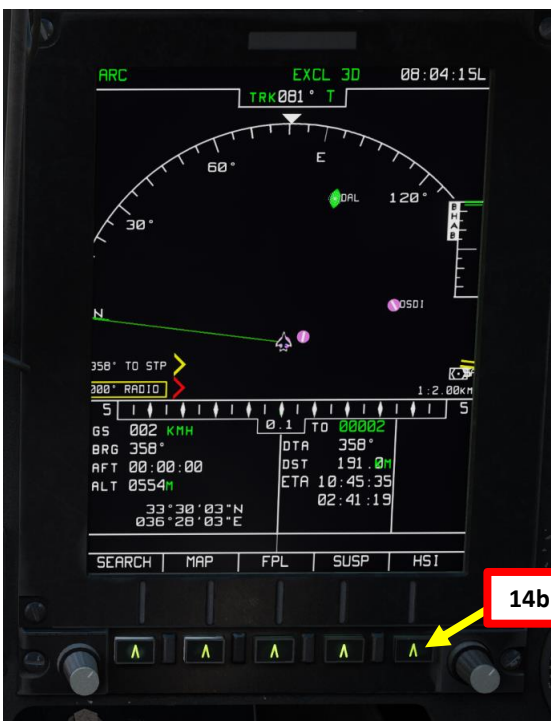 ARC EXCL 3D 08:04:15L
TRK081° T
60° E 120°
DAL
30°
BHAB
OSDI
N
358° TO STP
000° RADIO
1:2.00KM
5 0.1 5
GS 002 KMH TO 00002
BRG 358° DTA 358°
AFT 00:00:00 DST 191.0M
ALT 0554M ETA 10:45:35
02:41:19
33°30'03"N
036°28'03"E
SEARCH MAP FPL SUSP HSI
14b